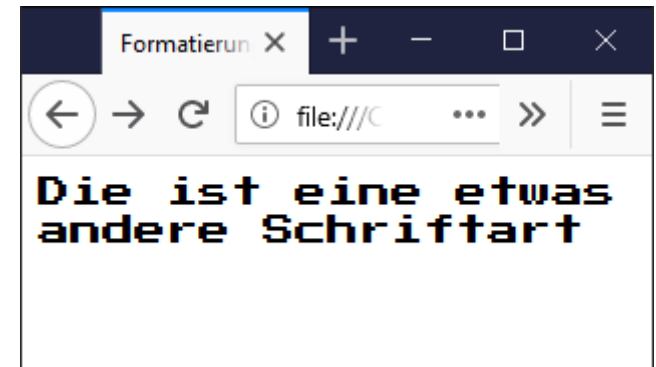 Formatierun
file:///C
Die ist eine etwas
andere Schriftart